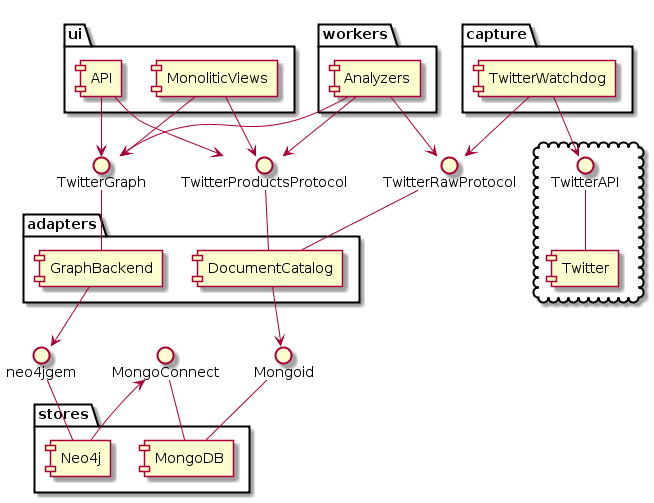 ui
workers
capture
API
MonoliticViews
Analyzers
TwitterWatchdog
TwitterGraph
TwitterProductsProtocol
TwitterRawProtocol
TwitterAPI
adapters
GraphBackend
DocumentCatalog
Twitter
neo4jgem
MongoConnect
Mongoid
stores
Neo4j
MongoDB